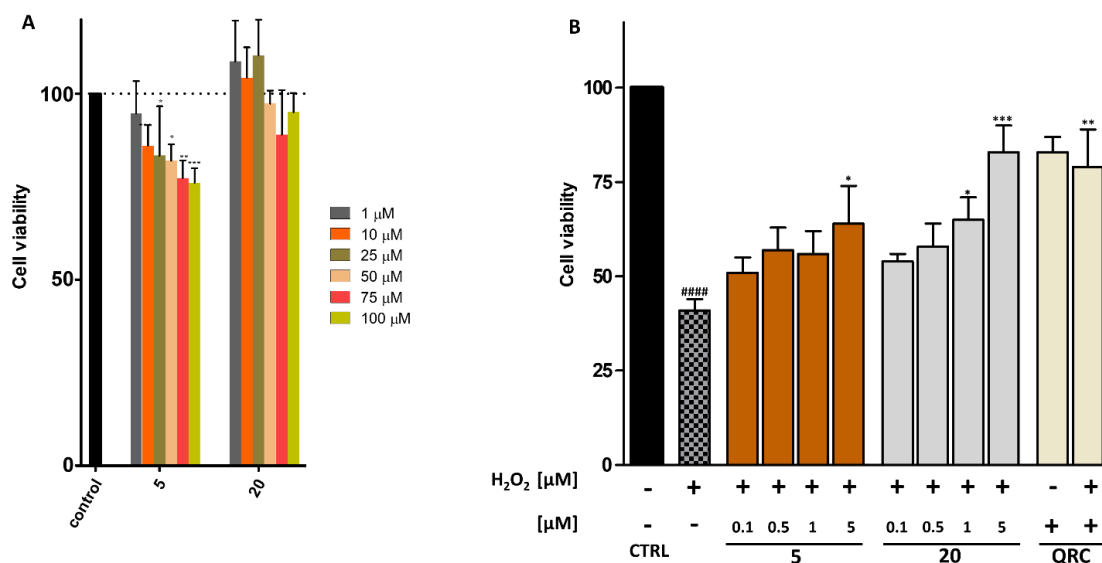 A
Cell viability
100
50
0
control
5
20
*
*
**
***
1 μM
10 μM
25 μM
50 μM
75 μM
100 μM
B
Cell viability
100
75
50
25
0
####
*
*
***
**
H2O2 [μM] - + + + + + + + + + - +
[μM] - - 0.1 0.5 1 5 0.1 0.5 1 5 + +
CTRL 5 20 QRC